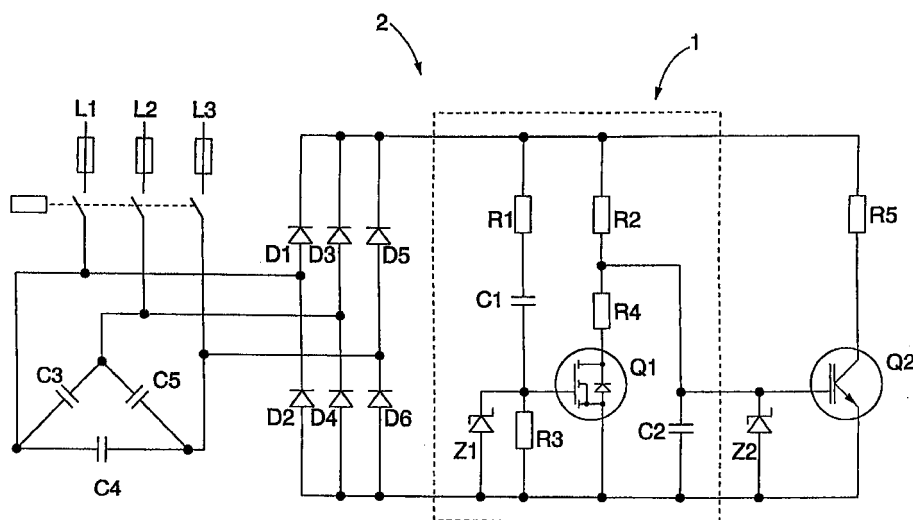 2
1
L1 L2 L3
R1 R2 R5
D1 D3 D5
C1 R4
Q1 Q2
C3 C5
D2 D4 D6
Z1 R3 C2 Z2
C4